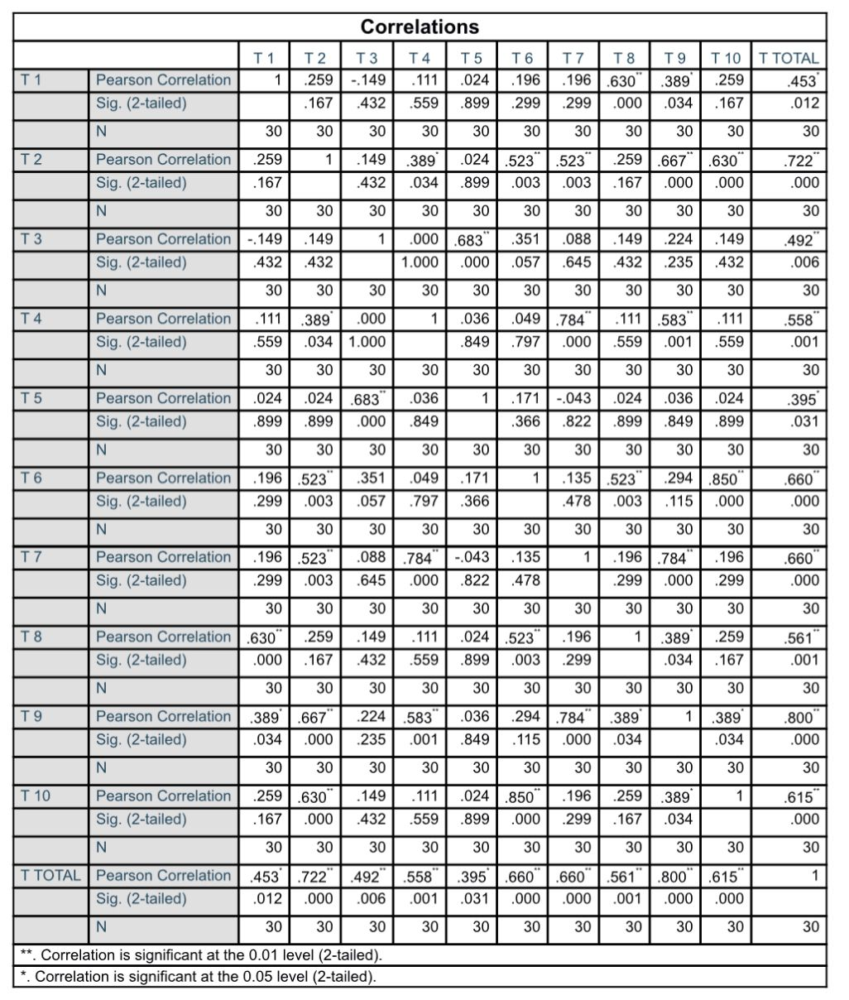 Correlations
T 1 T 2 T 3 T 4 T 5 T 6 T 7 T 8 T 9 T 10 T TOTAL
T 1 Pearson Correlation 1 .259 -.149 .111 .024 .196 .196 .630** .389* .259 .453*
Sig. (2-tailed) .167 .432 .559 .899 .299 .299 .000 .034 .167 .012
N 30 30 30 30 30 30 30 30 30 30 30
T 2 Pearson Correlation .259 1 .149 .389* .024 .523** .523** .259 .667** .630** .722**
Sig. (2-tailed) .167 .432 .034 .899 .003 .003 .167 .000 .000 .000
N 30 30 30 30 30 30 30 30 30 30 30
T 3 Pearson Correlation -.149 .149 1 .000 .683** .351 .088 .149 .224 .149 .492**
Sig. (2-tailed) .432 .432 1.000 .000 .057 .645 .432 .235 .432 .006
N 30 30 30 30 30 30 30 30 30 30 30
T 4 Pearson Correlation .111 .389* .000 1 .036 .049 .784** .111 .583** .111 .558**
Sig. (2-tailed) .559 .034 1.000 .849 .797 .000 .559 .001 .559 .001
N 30 30 30 30 30 30 30 30 30 30 30
T 5 Pearson Correlation .024 .024 .683** .036 1 .171 -.043 .024 .036 .024 .395*
Sig. (2-tailed) .899 .899 .000 .849 .366 .822 .899 .849 .899 .031
N 30 30 30 30 30 30 30 30 30 30 30
T 6 Pearson Correlation .196 .523** .351 .049 .171 1 .135 .523** .294 .850** .660**
Sig. (2-tailed) .299 .003 .057 .797 .366 .478 .003 .115 .000 .000
N 30 30 30 30 30 30 30 30 30 30 30
T 7 Pearson Correlation .196 .523** .088 .784** -.043 .135 1 .196 .784** .196 .660**
Sig. (2-tailed) .299 .003 .645 .000 .822 .478 .299 .000 .299 .000
N 30 30 30 30 30 30 30 30 30 30 30
T 8 Pearson Correlation .630** .259 .149 .111 .024 .523** .196 1 .389* .259 .561**
Sig. (2-tailed) .000 .167 .432 .559 .899 .003 .299 .034 .167 .001
N 30 30 30 30 30 30 30 30 30 30 30
T 9 Pearson Correlation .389* .667** .224 .583** .036 .294 .784** .389* 1 .389* .800**
Sig. (2-tailed) .034 .000 .235 .001 .849 .115 .000 .034 .034 .000
N 30 30 30 30 30 30 30 30 30 30 30
T 10 Pearson Correlation .259 .630** .149 .111 .024 .850** .196 .259 .389* 1 .615**
Sig. (2-tailed) .167 .000 .432 .559 .899 .000 .299 .167 .034 .000
N 30 30 30 30 30 30 30 30 30 30 30
T TOTAL Pearson Correlation .453* .722** .492** .558** .395* .660** .660** .561** .800** .615** 1
Sig. (2-tailed) .012 .000 .006 .001 .031 .000 .000 .001 .000 .000
N 30 30 30 30 30 30 30 30 30 30 30
**. Correlation is significant at the 0.01 level (2-tailed).
*. Correlation is significant at the 0.05 level (2-tailed).